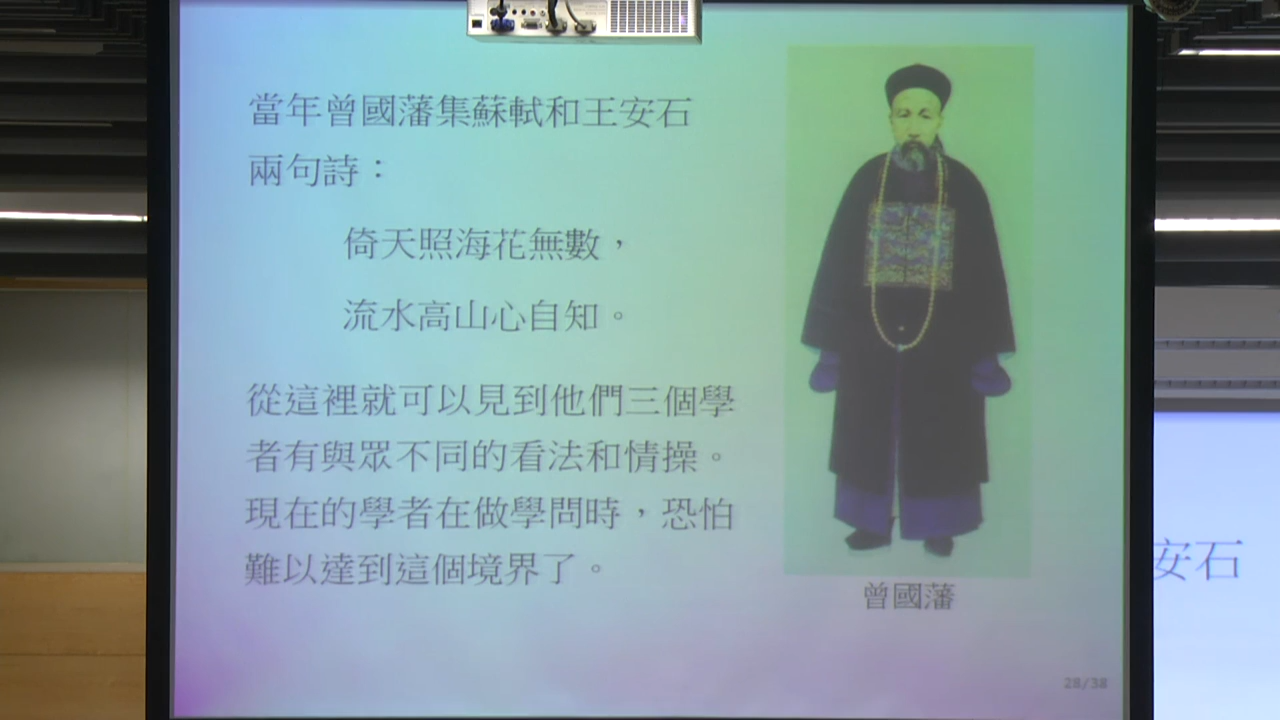 當年曾國藩集蘇軾和王安石
兩句詩：
倚天照海花無數，
流水高山心自知。
從這裡就可以見到他們三個學
者有與眾不同的看法和情操。
現在的學者在做學問時，恐怕
難以達到這個境界了。
曾國藩
28/38
安石